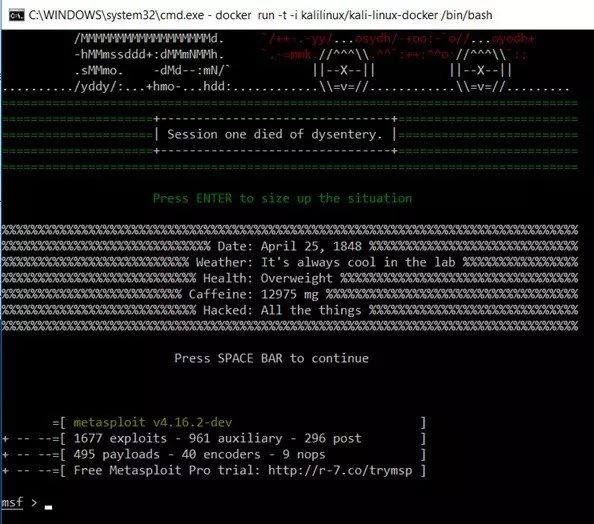 C:\WINDOWS\system32\cmd.exe - docker run -t -i kalilinux/kali-linux-docker /bin/bash
/MMMMMMMMMMMMMMMMMMd.
-hMMmssddd+:dMMmNMMh.
.sMMmo. -dMd--:mN/` ||--X--|| ||--X--||
/yddy/:...+hmo-...hdd:............\\=v=//............\\=v=//.........
Session one died of dysentery.
Press ENTER to size up the situation
Date: April 25, 1848
Weather: It's always cool in the lab
Health: Overweight
Caffeine: 12975 mg
Hacked: All the things
Press SPACE BAR to continue
=[ metasploit v4.16.2-dev ]
+ -- --=[ 1677 exploits - 961 auxiliary - 296 post ]
+ -- --=[ 495 payloads - 40 encoders - 9 nops ]
+ -- --=[ Free Metasploit Pro trial: http://r-7.co/trymsp ]
msf >